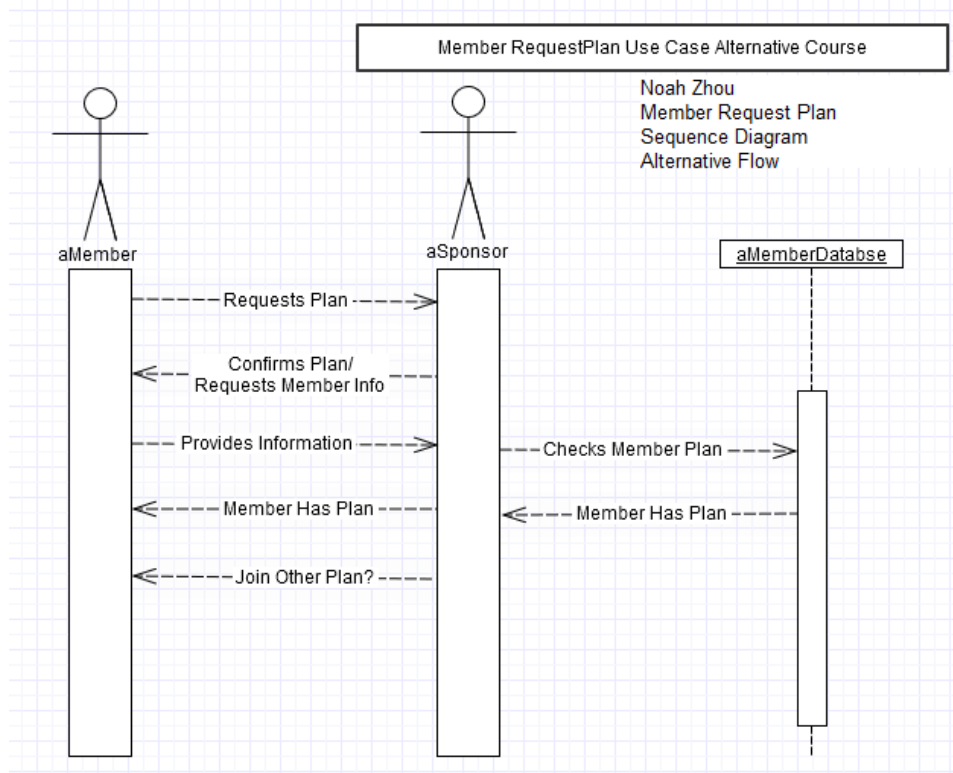 Member RequestPlan Use Case Alternative Course
Noah Zhou
Member Request Plan
Sequence Diagram
Alternative Flow
aMember
aSponsor
aMemberDatabse
Requests Plan
Confirms Plan/
Requests Member Info
Provides Information
Checks Member Plan
Member Has Plan
Member Has Plan
Join Other Plan?